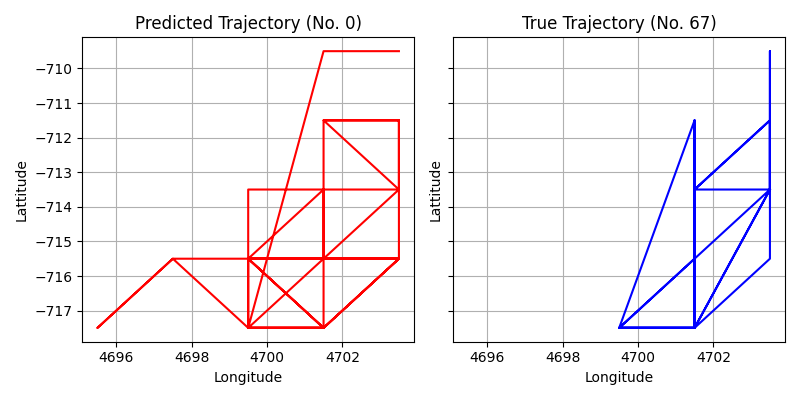 Predicted Trajectory (No. 0)
True Trajectory (No. 67)
Lattitude
−710
−711
−712
−713
−714
−715
−716
−717
4696
4698
4700
4702
Longitude
Lattitude
4696
4698
4700
4702
Longitude